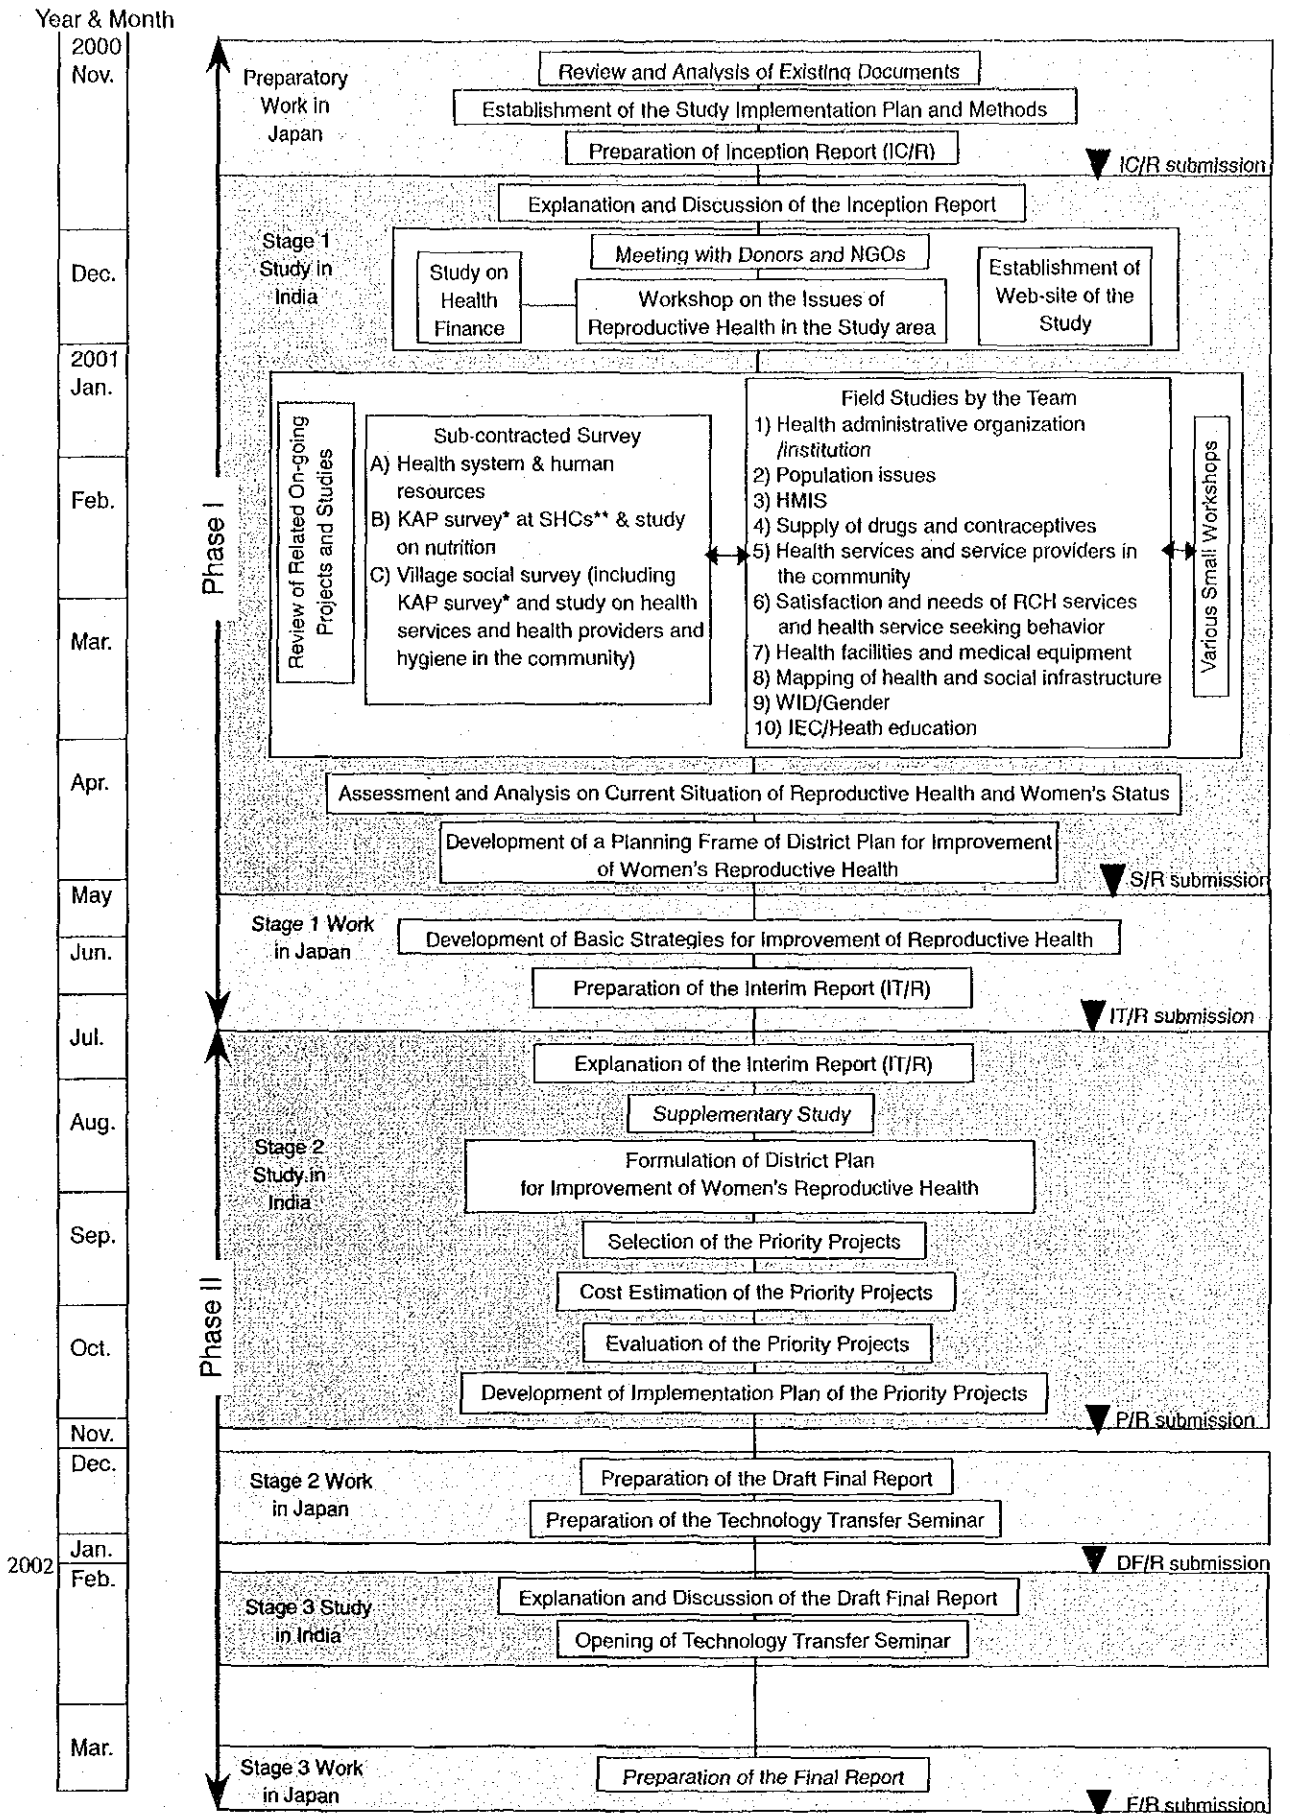 Year & Month
2000
Nov.
Preparatory
Work in
Japan
Review and Analysis of Existing Documents
Establishment of the Study Implementation Plan and Methods
Preparation of Inception Report (IC/R)
IC/R submission
Explanation and Discussion of the Inception Report
Stage 1
Study in
India
Dec.
Study on
Health
Finance
Meeting with Donors and NGOs
Workshop on the Issues of
Reproductive Health in the Study area
Establishment of
Web-site of the
Study
2001
Jan.
Feb.
Mar.
Phase I
Review of Related On-going
Projects and Studies
Sub-contracted Survey
A) Health system & human
resources
B) KAP survey* at SHCs** & study
on nutrition
C) Village social survey (including
KAP survey* and study on health
services and health providers and
hygiene in the community)
Field Studies by the Team
1) Health administrative organization
/institution
2) Population issues
3) HMIS
4) Supply of drugs and contraceptives
5) Health services and service providers in
the community
6) Satisfaction and needs of RCH services
and health service seeking behavior
7) Health facilities and medical equipment
8) Mapping of health and social infrastructure
9) WID/Gender
10) IEC/Heath education
Various Small Workshops
Apr.
Assessment and Analysis on Current Situation of Reproductive Health and Women's Status
Development of a Planning Frame of District Plan for Improvement
of Women's Reproductive Health
S/R submission
May
Stage 1 Work
in Japan
Development of Basic Strategies for Improvement of Reproductive Health
Jun.
Preparation of the Interim Report (IT/R)
IT/R submission
Jul.
Explanation of the Interim Report (IT/R)
Aug.
Supplementary Study
Stage 2
Study in
India
Formulation of District Plan
for Improvement of Women's Reproductive Health
Sep.
Selection of the Priority Projects
Cost Estimation of the Priority Projects
Phase II
Oct.
Evaluation of the Priority Projects
Development of Implementation Plan of the Priority Projects
P/R submission
Nov.
Dec.
Stage 2 Work
in Japan
Preparation of the Draft Final Report
Preparation of the Technology Transfer Seminar
Jan.
DF/R submission
2002
Feb.
Stage 3 Study
in India
Explanation and Discussion of the Draft Final Report
Opening of Technology Transfer Seminar
Mar.
Stage 3 Work
in Japan
Preparation of the Final Report
F/R submission